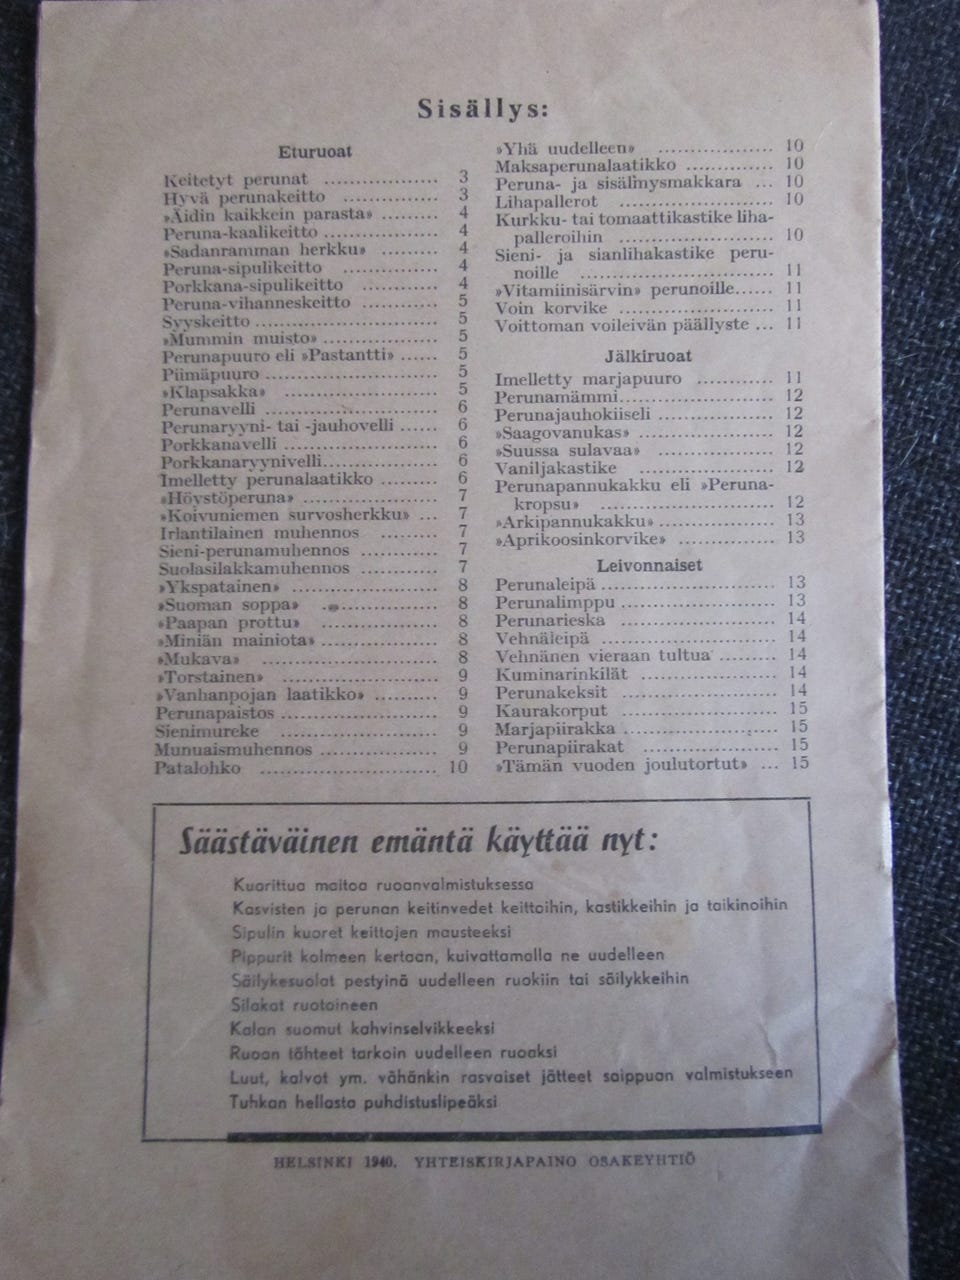 Sisällys:
Eturuoat
Keitetyt perunat .................. 3
Hyvä perunakeitto ............... 3
»Äidin kaikkein parasta» ......... 4
Peruna-kaalikeitto .................. 4
»Sadanramman herkku» ......... 4
Peruna-sipulikeitto ............... 4
Porkkana-sipulikeitto ............ 4
Peruna-vihanneskeitto ............ 5
Syyskeitto ........................... 5
»Mummin muisto» .................. 5
Perunapuuro eli »Pastantti» ...... 5
Piimäpuuro ........................... 5
»Klapsakka» ........................ 5
Perunavelli ........................... 6
Perunaryyni- tai -jauhovelli ...... 6
Porkkanavelli ........................ 6
Porkkanaryynivelli .................. 6
Imelletty perunalaatikko ......... 6
»Höystöperuna» ..................... 7
»Koivuniemen survosherkku» ... 7
Irlantilainen muhennos ......... 7
Sieni-perunamuhennos ............ 7
Suolasilakkamuhennos ............ 7
»Ykspatainen» ..................... 8
»Suoman soppa» .................. 8
»Paapan prottu» .................. 8
»Miniän mainiota» .................. 8
»Mukava» ........................... 8
»Torstainen» ........................ 9
»Vanhanpojan laatikko» ......... 9
Perunapaistos ........................ 9
Sienimureke ........................ 9
Munuaismuhennos .................. 9
Patalohko ........................... 10
»Yhä uudelleen» .................. 10
Maksaperunalaatikko ............ 10
Peruna- ja sisälmysmakkara ... 10
Lihapallerot ........................ 10
Kurkku- tai tomaattikastike liha-
palleroihin ........................ 10
Sieni- ja sianlihakastike peru-
noille .............................. 11
»Vitamiinisärvin» perunoille...... 11
Voin korvike ........................ 11
Voittoman voileivän päällyste ... 11
Jälkiruoat
Imelletty marjapuuro ............ 11
Perunamämmi........................ 12
Perunajauhokiiseli .................. 12
»Saagovanukas» ..................... 12
»Suussa sulavaa» .................. 12
Vaniljakastike ..................... 12
Perunapannukakku eli »Peruna-
kropsu» ........................... 12
»Arkipannukakku» .................. 13
»Aprikoosinkorvike» ............... 13
Leivonnaiset
Perunaleipä ........................... 13
Perunalimppu ........................ 13
Perunarieska ........................ 14
Vehnäleipä ........................... 14
Vehnänen vieraan tultua ......... 14
Kuminarinkilät ..................... 14
Perunakeksit ........................ 14
Kaurakorput ........................ 15
Marjapiirakka ........................ 15
Perunapiirakat ..................... 15
»Tämän vuoden joulutortut» ... 15
Säästäväinen emäntä käyttää nyt:
Kuorittua maitoa ruoanvalmistuksessa
Kasvisten ja perunan keitinvedet keittoihin, kastikkeihin ja taikinoihin
Sipulin kuoret keittojen mausteeksi
Pippurit kolmeen kertaan, kuivattamalla ne uudelleen
Säilykesuolat pestyinä uudelleen ruokiin tai säilykkeihin
Silakat ruotoineen
Kalan suomut kahvinselvikkeeksi
Ruoan tähteet tarkoin uudelleen ruoaksi
Luut, kalvot ym. vähänkin rasvaiset jätteet saippuan valmistukseen
Tuhkan hellasta puhdistuslipeäksi
HELSINKI 1940. YHTEISKIRJAPAINO OSAKEYHTIÖ